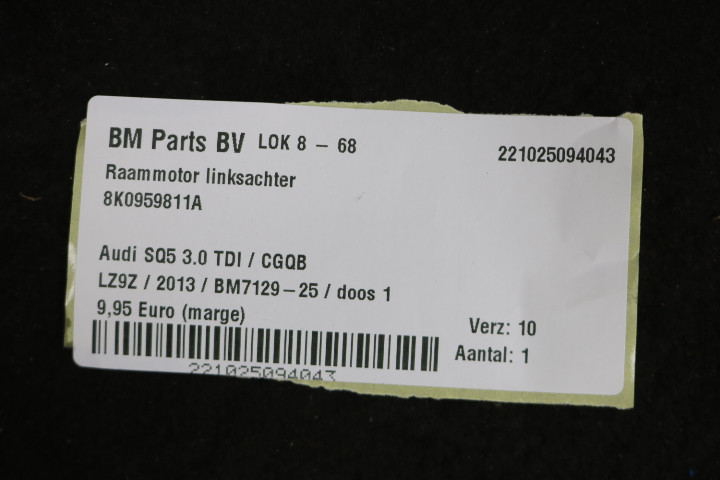 BM Parts BV LOK 8 – 68
221025094043
Raammotor linksachter
8K0959811A
Audi SQ5 3.0 TDI / CGQB
LZ9Z / 2013 / BM7129–25 / doos 1
9,95 Euro (marge)
Verz: 10
Aantal: 1
221025094043